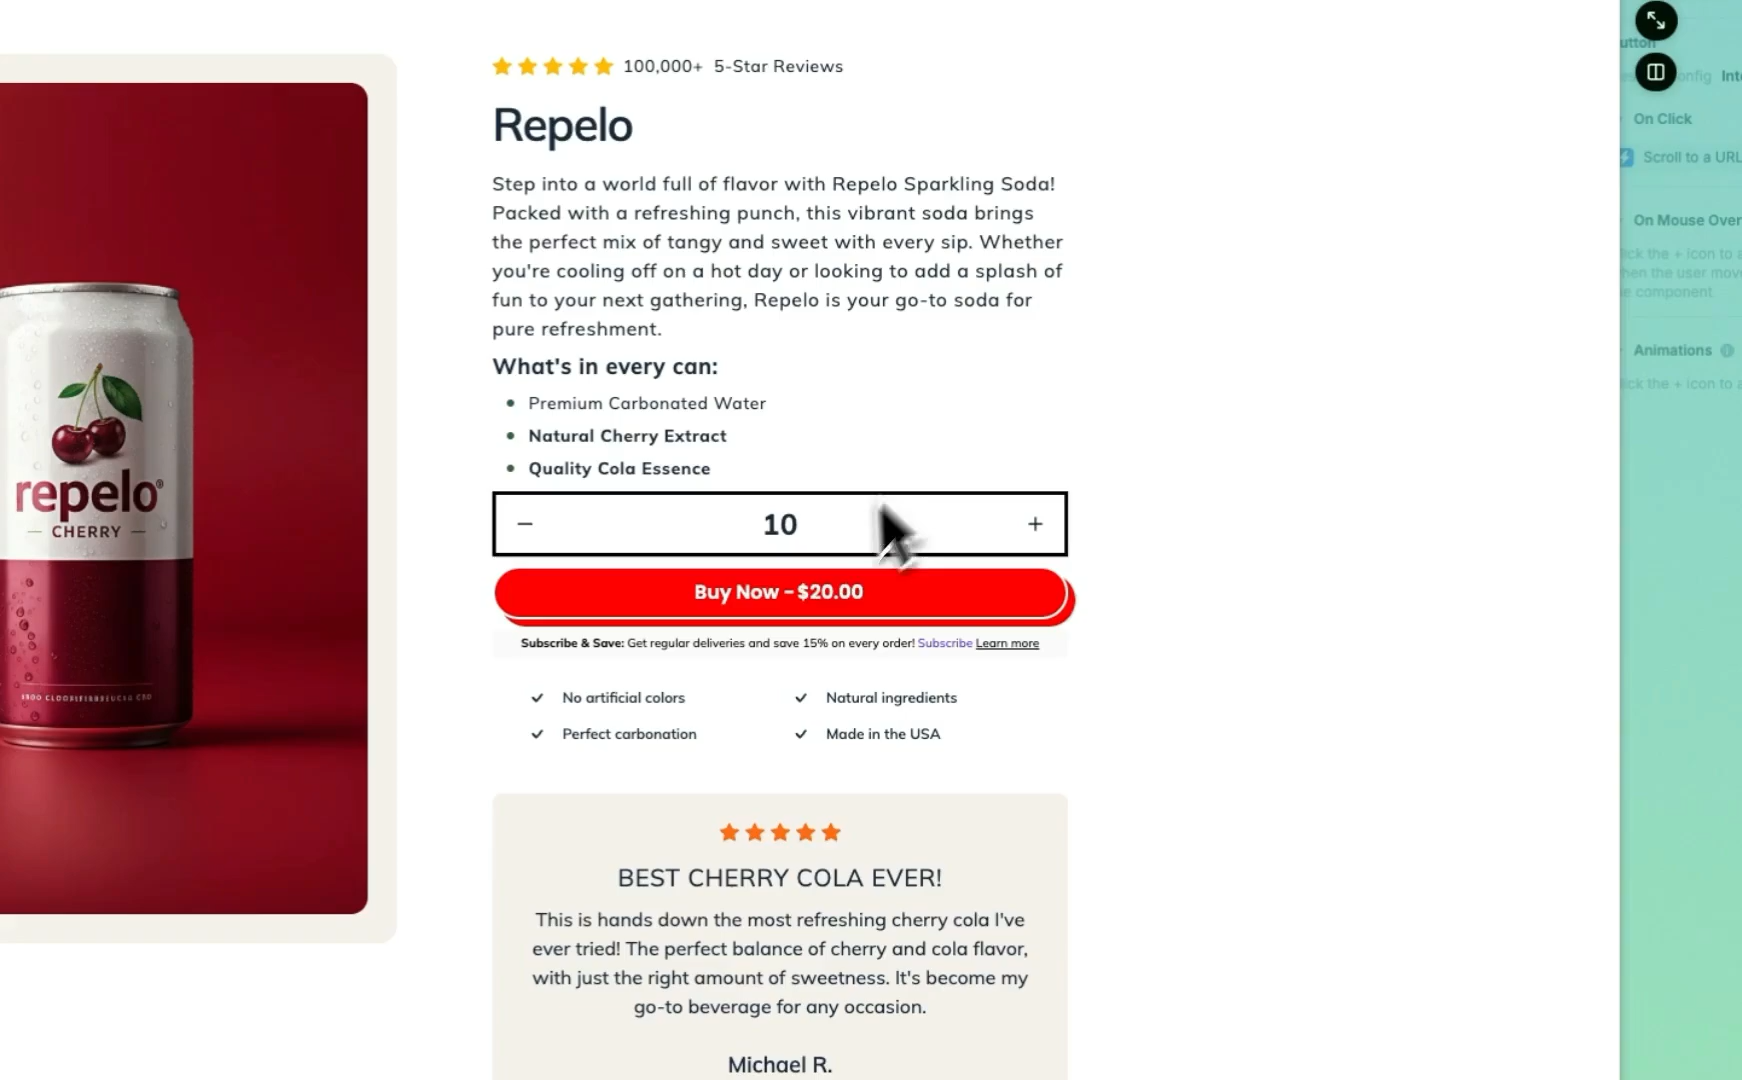 100,000+ 5-Star Reviews
Repelo
Step into a world full of flavor with Repelo Sparkling Soda!
Packed with a refreshing punch, this vibrant soda brings
the perfect mix of tangy and sweet with every sip. Whether
you're cooling off on a hot day or looking to add a splash of
fun to your next gathering, Repelo is your go-to soda for
pure refreshment.
What's in every can:
Premium Carbonated Water
Natural Cherry Extract
Quality Cola Essence
− 10 +
Buy Now - $20.00
Subscribe & Save: Get regular deliveries and save 15% on every order! Subscribe Learn more
No artificial colors
Natural ingredients
Perfect carbonation
Made in the USA
BEST CHERRY COLA EVER!
This is hands down the most refreshing cherry cola I've
ever tried! The perfect balance of cherry and cola flavor,
with just the right amount of sweetness. It's become my
go-to beverage for any occasion.
Michael R.
repelo®
— CHERRY —
On Click
Scroll to a URL
On Mouse Over
Animations